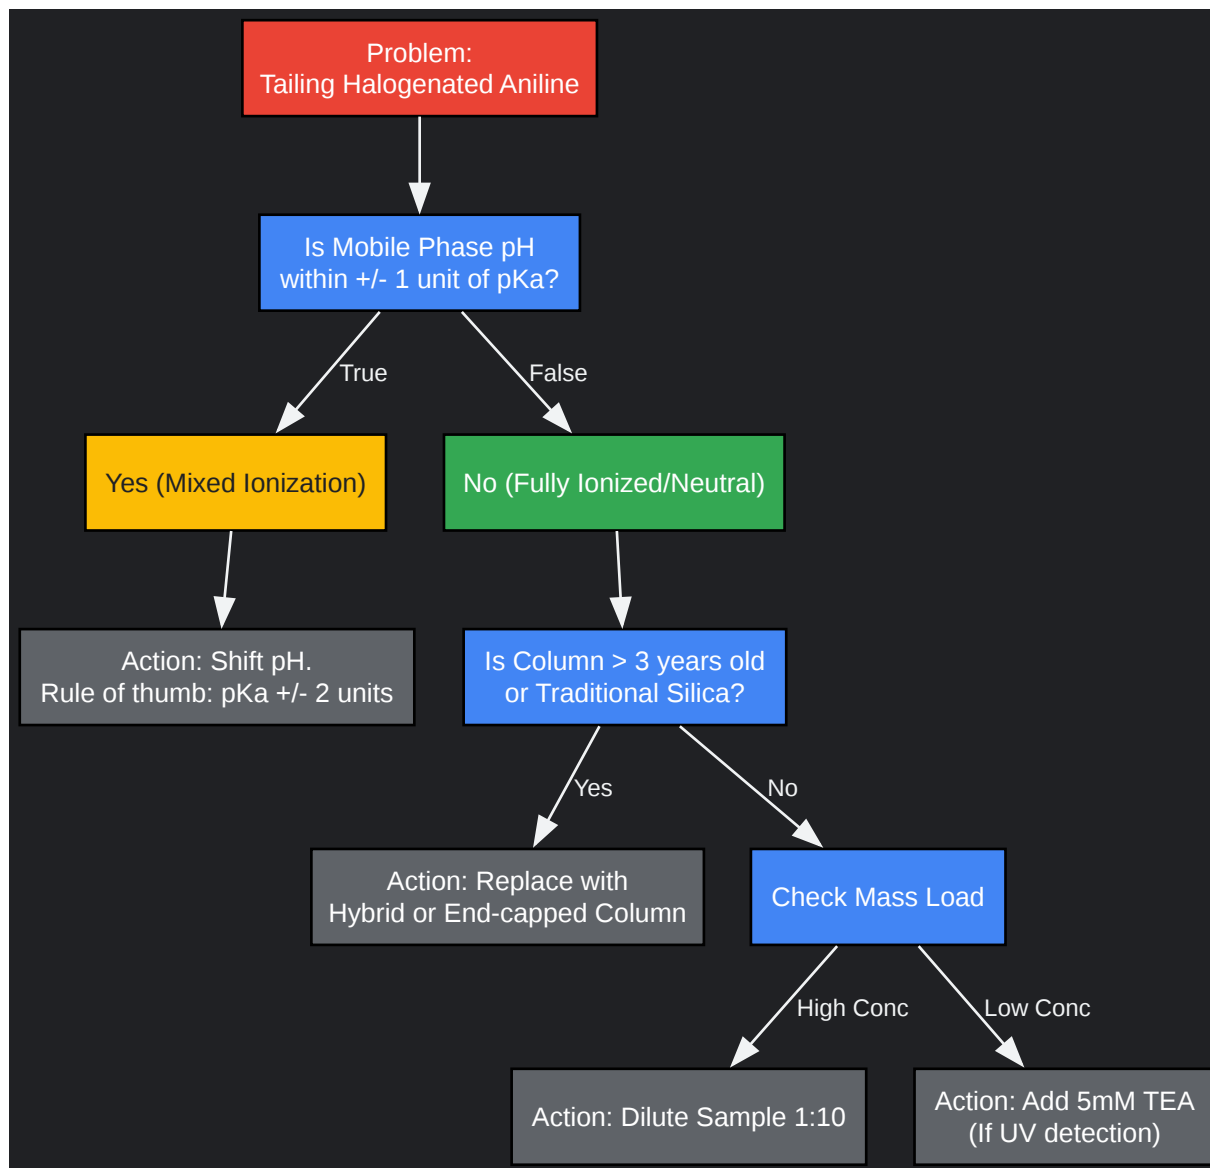 Problem:
Tailing Halogenated Aniline
Is Mobile Phase pH
within +/- 1 unit of pKa?
True
False
Yes (Mixed Ionization)
No (Fully Ionized/Neutral)
Action: Shift pH.
Rule of thumb: pKa +/- 2 units
Is Column > 3 years old
or Traditional Silica?
Yes
No
Action: Replace with
Hybrid or End-capped Column
Check Mass Load
High Conc
Low Conc
Action: Dilute Sample 1:10
Action: Add 5mM TEA
(If UV detection)